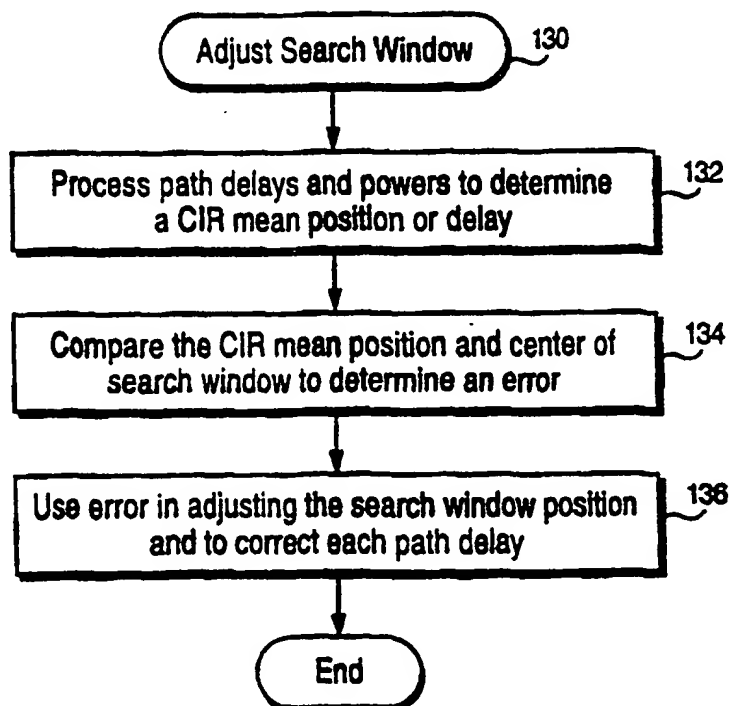 Adjust Search Window
130
Process path delays and powers to determine
a CIR mean position or delay
132
Compare the CIR mean position and center of
search window to determine an error
134
Use error in adjusting the search window position
and to correct each path delay
136
End